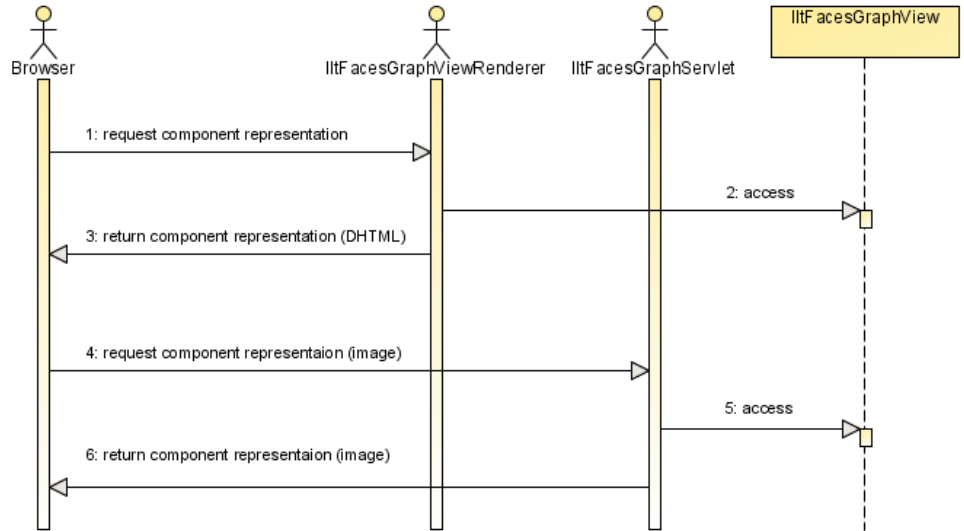 IltFacesGraphView
Browser
IltFacesGraphViewRenderer
IltFacesGraphServlet
1: request component representation
2: access
3: return component representation (DHTML)
4: request component representaion (image)
5: access
6: return component representaion (image)